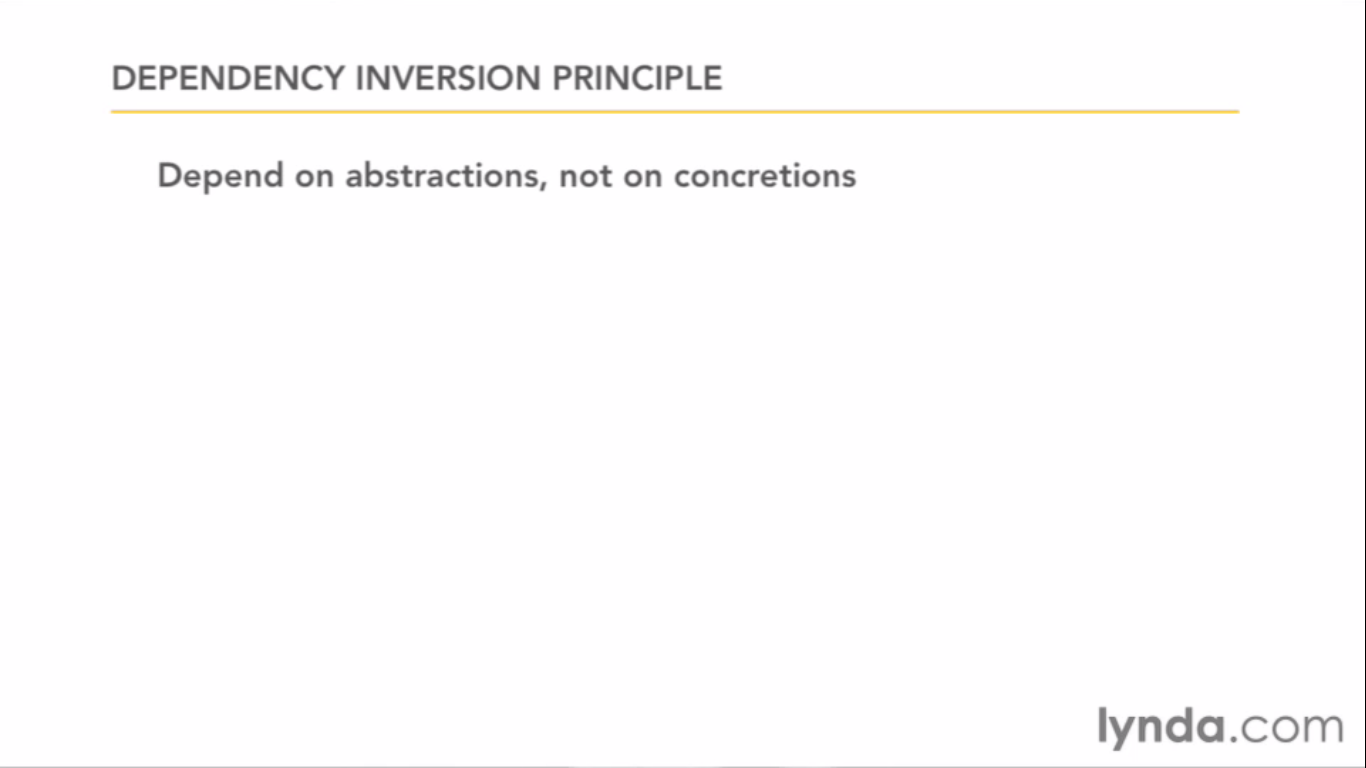 DEPENDENCY INVERSION PRINCIPLE
Depend on abstractions, not on concretions
lynda.com